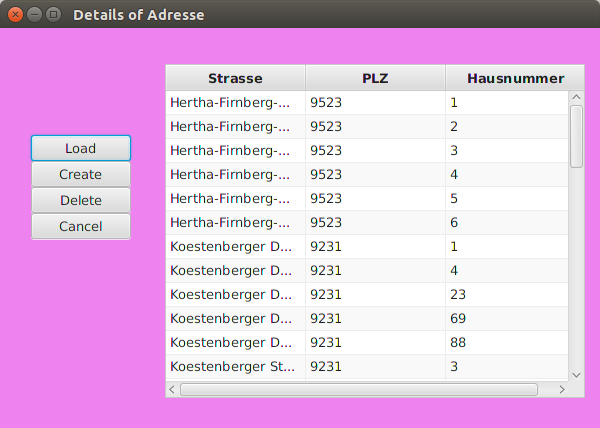 Details of Adresse
Strasse PLZ Hausnummer
Hertha-Firnberg-... 9523 1
Hertha-Firnberg-... 9523 2
Hertha-Firnberg-... 9523 3
Hertha-Firnberg-... 9523 4
Hertha-Firnberg-... 9523 5
Hertha-Firnberg-... 9523 6
Koestenberger D... 9231 1
Koestenberger D... 9231 4
Koestenberger D... 9231 23
Koestenberger D... 9231 69
Koestenberger D... 9231 88
Koestenberger St... 9231 3
Load
Create
Delete
Cancel